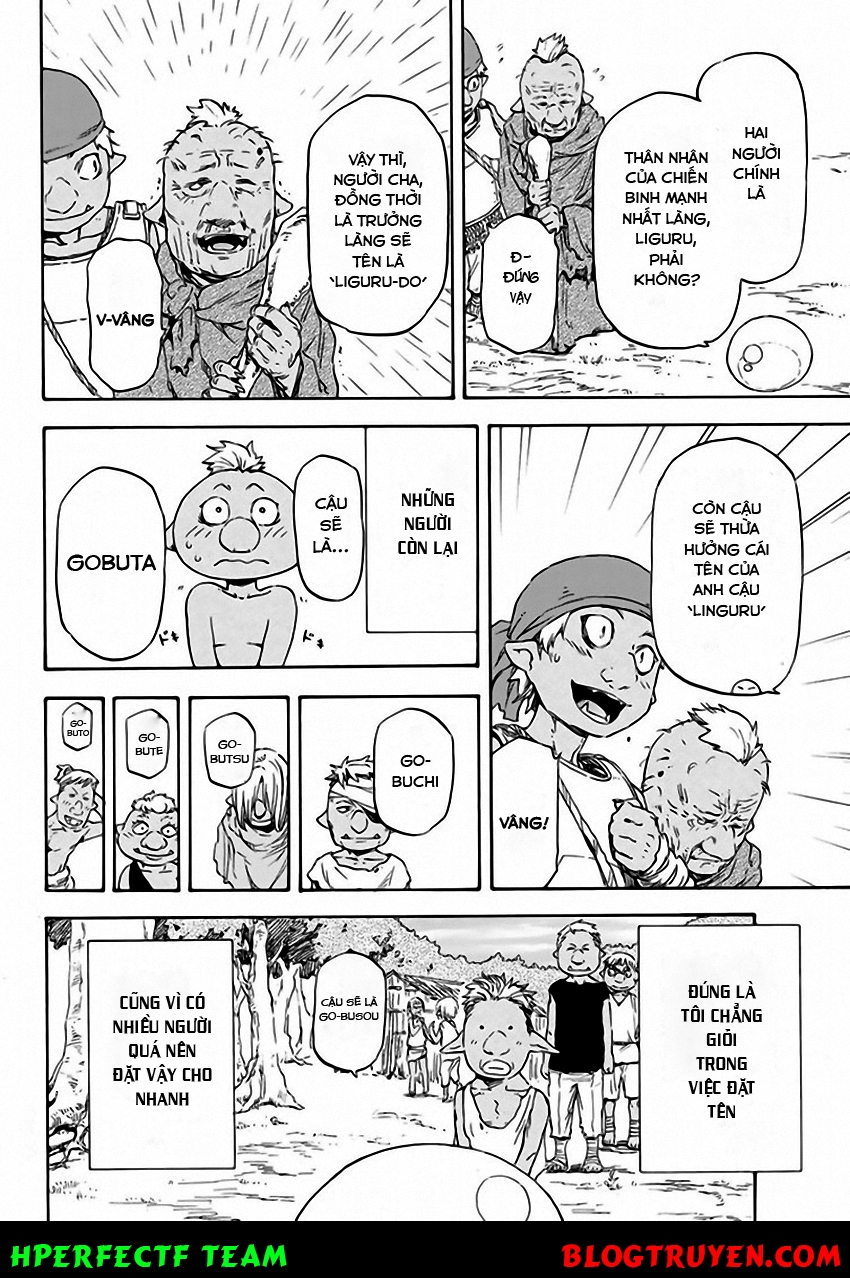 HAI
NGƯỜI
CHÍNH
LÀ
THÂN NHÂN
CỦA CHIẾN
BINH MẠNH
NHẤT LÀNG,
LIGURU,
PHẢI
KHÔNG?
Đ-
ĐÚNG
VẬY
VẬY THÌ,
NGƯỜI CHA,
ĐỒNG THỜI
LÀ TRƯỞNG
LÀNG SẼ
TÊN LÀ
‘LIGURU-DO’
V-VÂNG
CÒN CẬU
SẼ THỪA
HƯỞNG CÁI
TÊN CỦA
ANH CẬU
‘LINGURU’
VÂNG!
NHỮNG
NGƯỜI
CÒN LẠI
CẬU
SẼ
LÀ...
GOBUTA
ドキ
ドキ
GO-
BUCHI
GO-
BUTSU
GO-
BUTE
GO-
BUTO
ĐÚNG LÀ
TÔI CHẲNG
GIỎI
TRONG
VIỆC ĐẶT
TÊN
CẬU SẼ LÀ
GO-BUSOU
CŨNG VÌ CÓ
NHIỀU NGƯỜI
QUÁ NÊN
ĐẶT VẬY CHO
NHANH
HPERFECTF TEAM
BLOGTRUYEN.COM